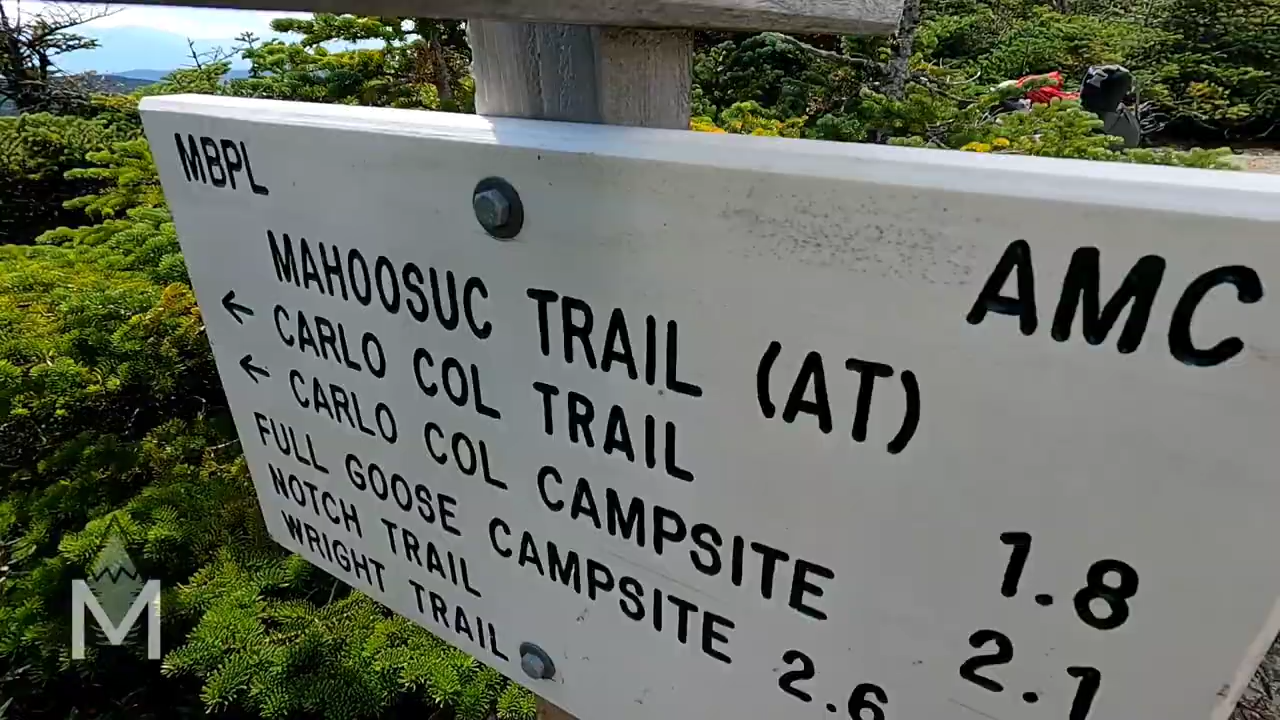 MBPL AMC
MAHOOSUC TRAIL (AT)
← CARLO COL TRAIL 1.8
← CARLO COL CAMPSITE 2.1
FULL GOOSE CAMPSITE 2.6
NOTCH TRAIL
WRIGHT TRAIL
M